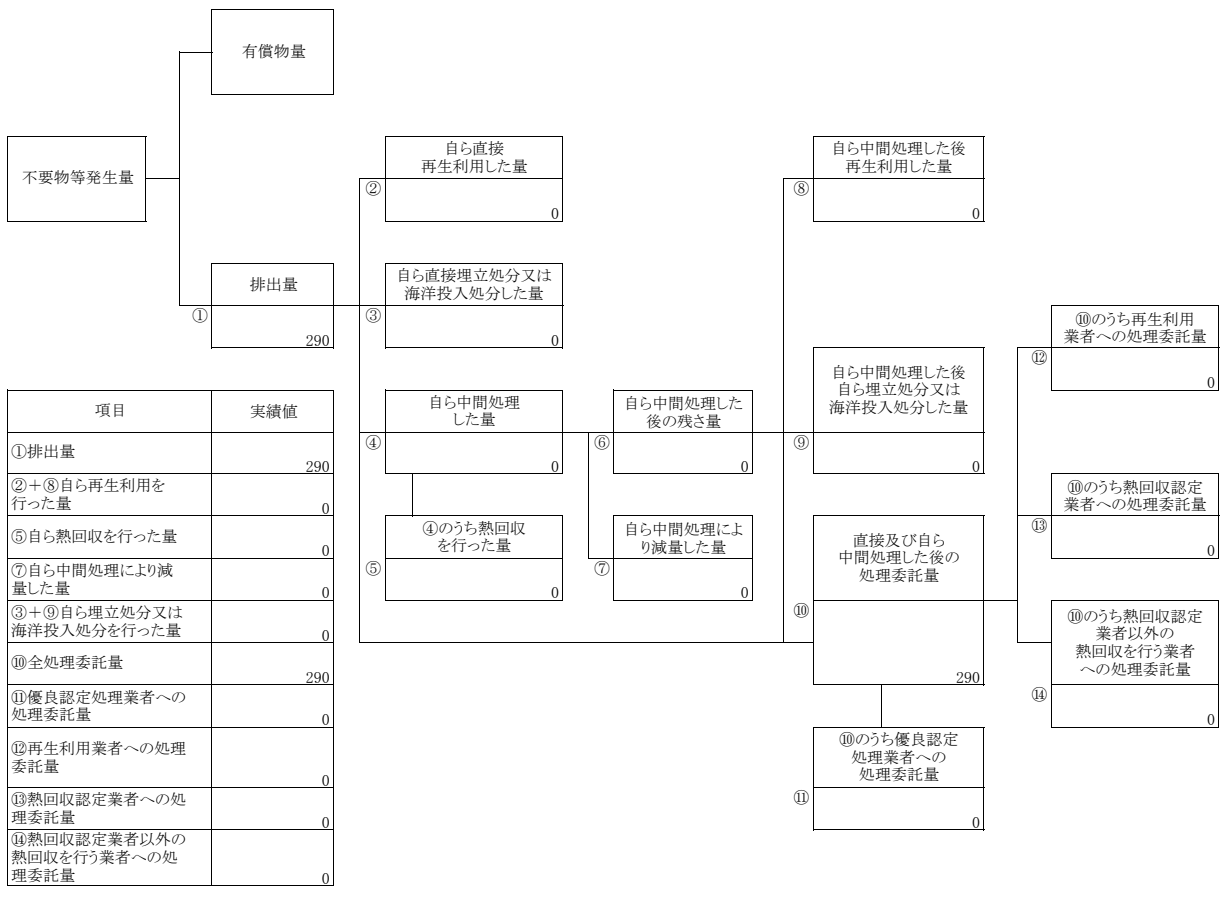 有償物量
不要物等発生量
排出量
①
290
自ら直接
再生利用した量
②
0
自ら直接埋立処分又は
海洋投入処分した量
③
0
自ら中間処理
した量
④
0
④のうち熱回収
を行った量
⑤
0
自ら中間処理した
後の残さ量
⑥
0
自ら中間処理によ
り減量した量
⑦
0
自ら中間処理した後
再生利用した量
⑧
0
自ら中間処理した後
自ら埋立処分又は
海洋投入処分した量
⑨
0
直接及び自ら
中間処理した後の
処理委託量
⑩
290
⑩のうち優良認定
処理業者への
処理委託量
⑪
0
⑩のうち再生利用
業者への処理委託量
⑫
0
⑩のうち熱回収認定
業者への処理委託量
⑬
0
⑩のうち熱回収認定
業者以外の
熱回収を行う業者
への処理委託量
⑭
0
項目 実績値
①排出量
290
②＋⑧自ら再生利用を
行った量
0
⑤自ら熱回収を行った量
0
⑦自ら中間処理により減
量した量
0
③＋⑨自ら埋立処分又は
海洋投入処分を行った量
0
⑩全処理委託量
290
⑪優良認定処理業者への
処理委託量
0
⑫再生利用業者への処理
委託量
0
⑬熱回収認定業者への処
理委託量
0
⑭熱回収認定業者以外の
熱回収を行う業者への処
理委託量
0